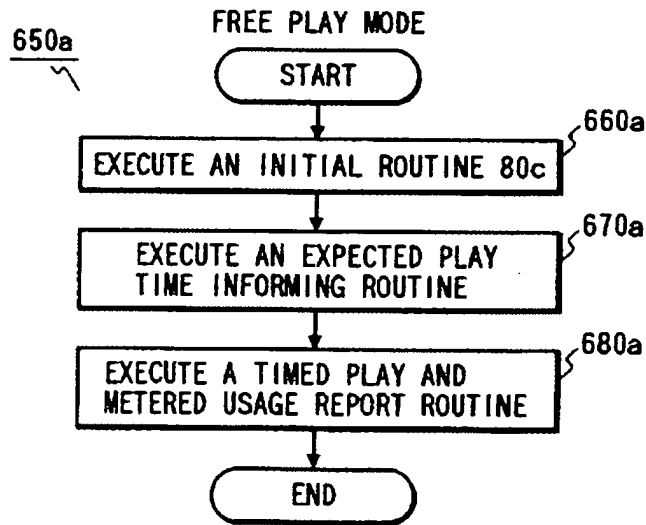 FREE PLAY MODE
650a
START
660a
EXECUTE AN INITIAL ROUTINE 80c
670a
EXECUTE AN EXPECTED PLAY
TIME INFORMING ROUTINE
680a
EXECUTE A TIMED PLAY AND
METERED USAGE REPORT ROUTINE
END